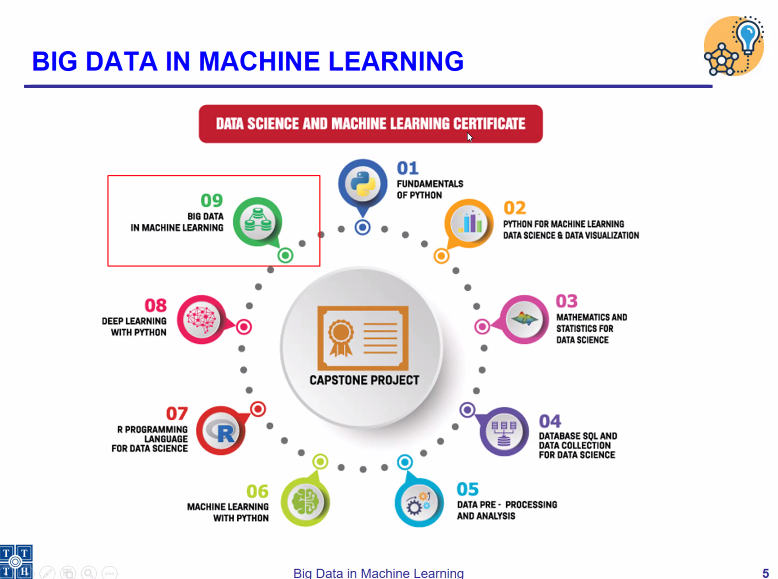 BIG DATA IN MACHINE LEARNING
DATA SCIENCE AND MACHINE LEARNING CERTIFICATE
01
FUNDAMENTALS
OF PYTHON
02
PYTHON FOR MACHINE LEARNING
DATA SCIENCE & DATA VISUALIZATION
03
MATHEMATICS AND
STATISTICS FOR
DATA SCIENCE
04
DATABASE SQL AND
DATA COLLECTION
FOR DATA SCIENCE
05
DATA PRE - PROCESSING
AND ANALYSIS
06
MACHINE LEARNING
WITH PYTHON
07
R PROGRAMMING
LANGUAGE
FOR DATA SCIENCE
R
08
DEEP LEARNING
WITH PYTHON
09
BIG DATA
IN MACHINE LEARNING
CAPSTONE PROJECT
T T
T H
Big Data in Machine Learning
5